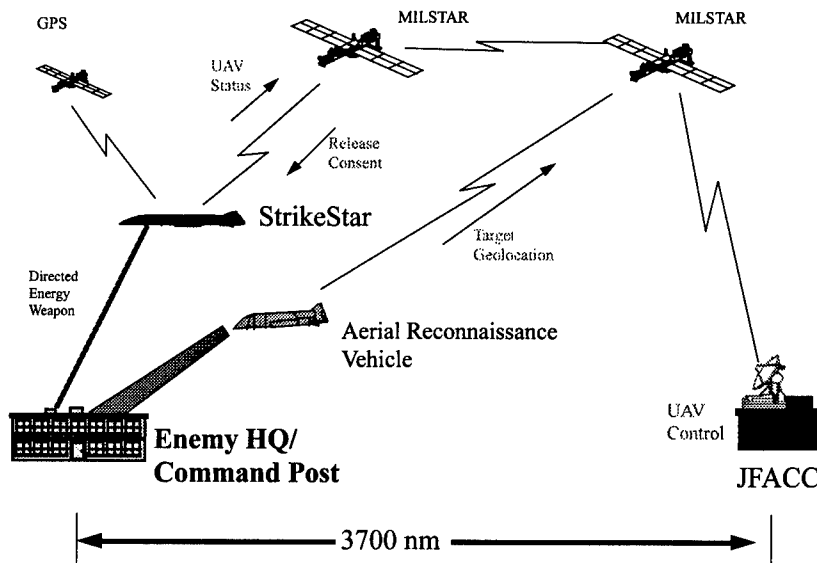 GPS
MILSTAR
MILSTAR
UAV
Status
Release
Consent
StrikeStar
Target
Geolocation
Directed
Energy
Weapon
Aerial Reconnaissance
Vehicle
UAV
Control
Enemy HQ/
Command Post
JFACC
3700 nm